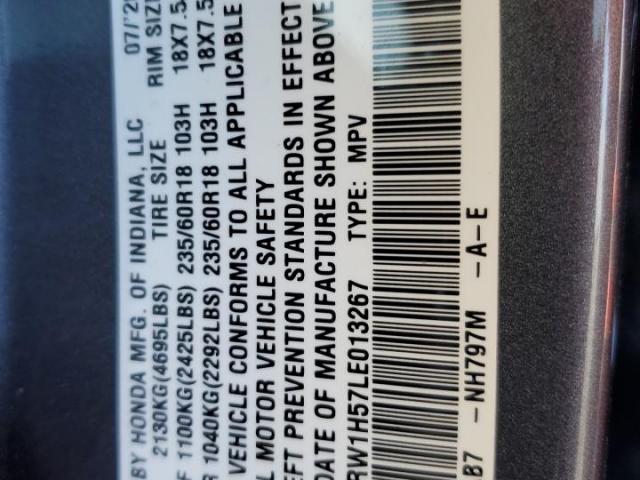 BY HONDA MFG. OF INDIANA, LLC 07/'20
2130KG(4695LBS) TIRE SIZE RIM SIZ
F 1100KG(2425LBS) 235/60R18 103H 18X7.5
R 1040KG(2292LBS) 235/60R18 103H 18X7.5
VEHICLE CONFORMS TO ALL APPLICABLE
L MOTOR VEHICLE SAFETY
EFT PREVENTION STANDARDS IN EFFECT
DATE OF MANUFACTURE SHOWN ABOVE
RW1H57LE013267 TYPE: MPV
B7 -NH797M -A-E